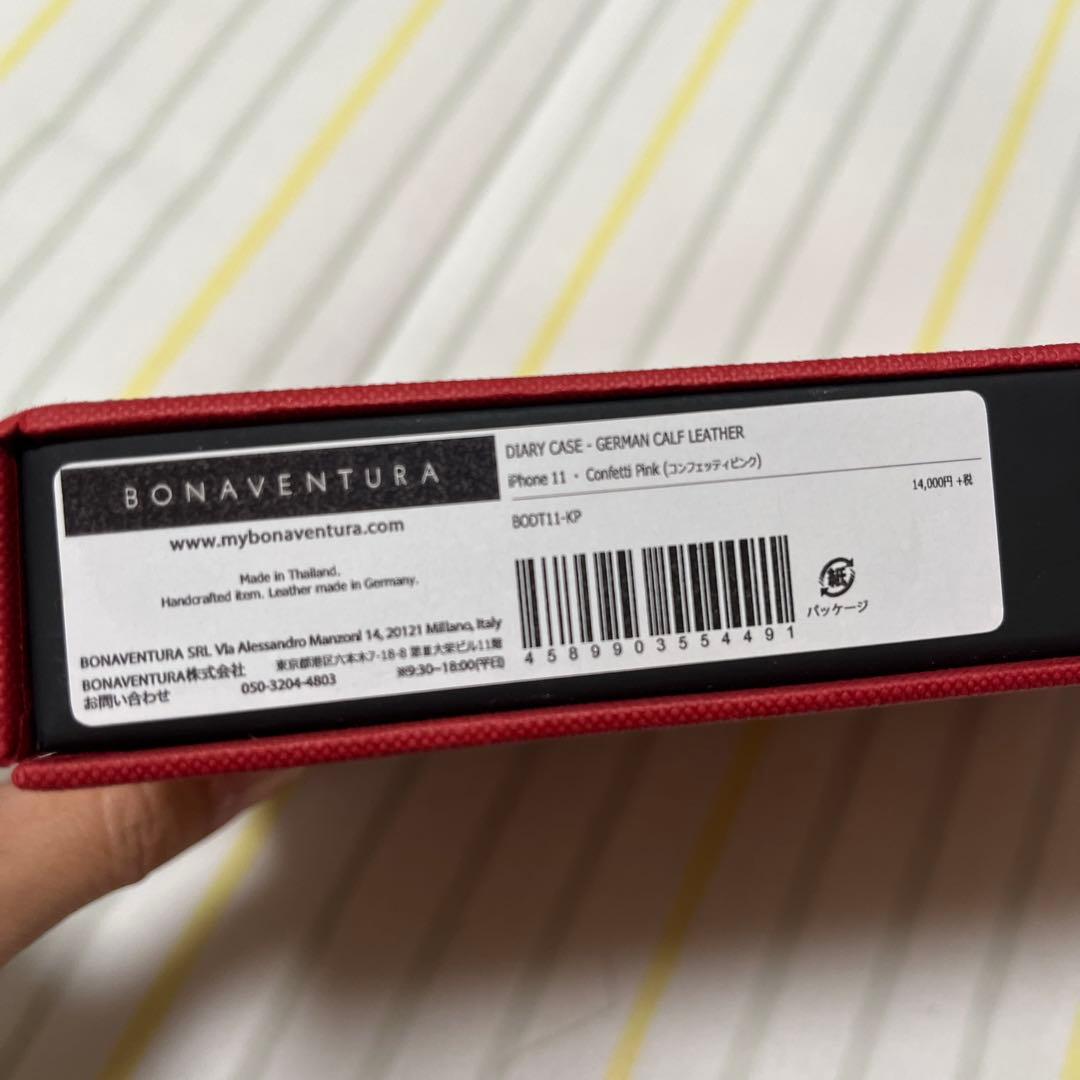 BONAVENTURA
www.mybonaventura.com
Made in Thailand.
Handcrafted item. Leather made in Germany.
BONAVENTURA SRL Via Alessandro Manzoni 14, 20121 Millano, Italy
BONAVENTURA株式会社 東京都港区六本木7-18-8 第Ⅲ大栄ビル11階
お問い合わせ 050-3204-4803 ※9:30-18:00(平日)
DIARY CASE - GERMAN CALF LEATHER
iPhone 11 ・ Confetti Pink (コンフェッティピンク)
14,000円 +税
BODT11-KP
4589903554491
紙
パッケージ